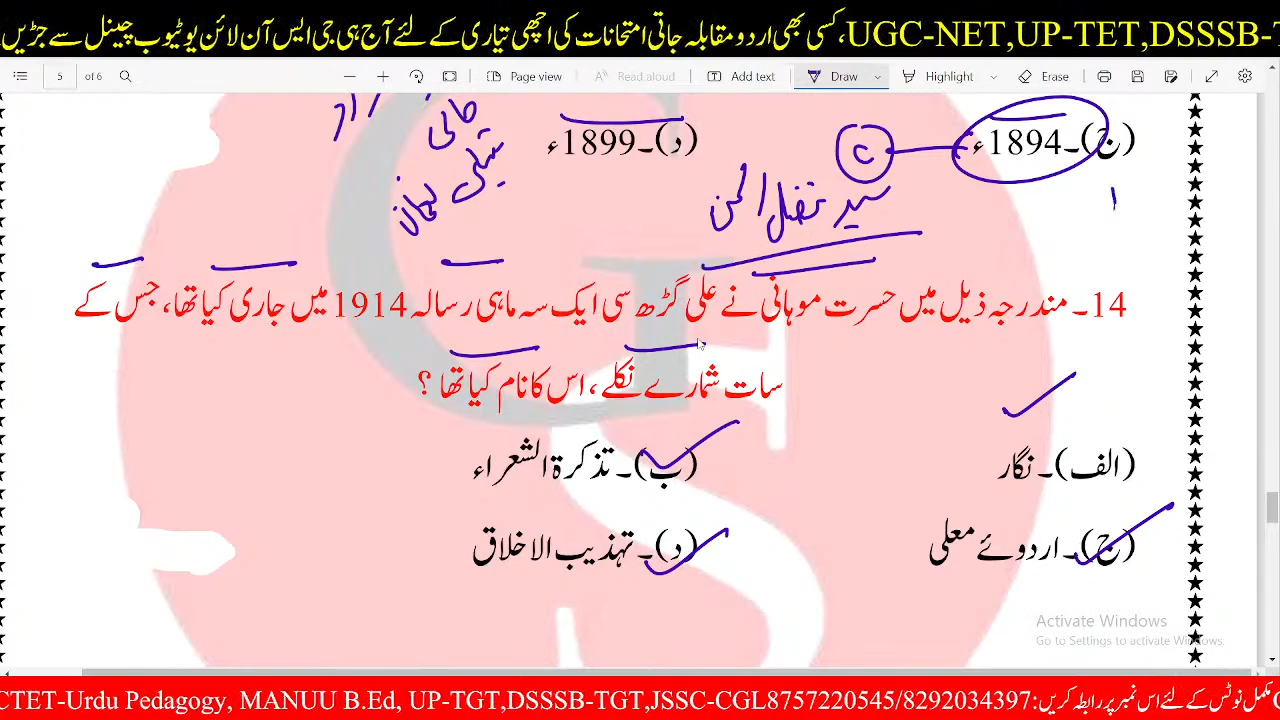 UGC-NET,UP-TET,DSSSB-T، کسی بھی اردو مقابلہ جاتی امتحانات کی اچھی تیاری کے لئے آج ہی جی ایس آن لائن یوٹیوب چینل سے جڑیں
5 of 6 Page view Read aloud Add text Draw Highlight Erase
(ج)۔1894ء (د)۔1899ء
C
حالی
سید فضل الحسن
شبلی نعمانی
14۔ مندرجہ ذیل میں حسرت موہانی نے علی گڑھ سی ایک سہ ماہی رسالہ 1914 میں جاری کیا تھا، جس کے
سات شمارے نکلے، اس کا نام کیا تھا ؟
(الف)۔ نگار (ب)۔ تذکرۃ الشعراء
(ج)۔ اردوئے معلی (د)۔ تہذیب الاخلاق
Activate Windows
Go to Settings to activate Windows.
CTET-Urdu Pedagogy, MANUU B.Ed, UP-TGT,DSSSB-TGT,JSSC-CGL مکمل نوٹس کے لئے اس نمبر پر رابطہ کریں:8757220545/8292034397